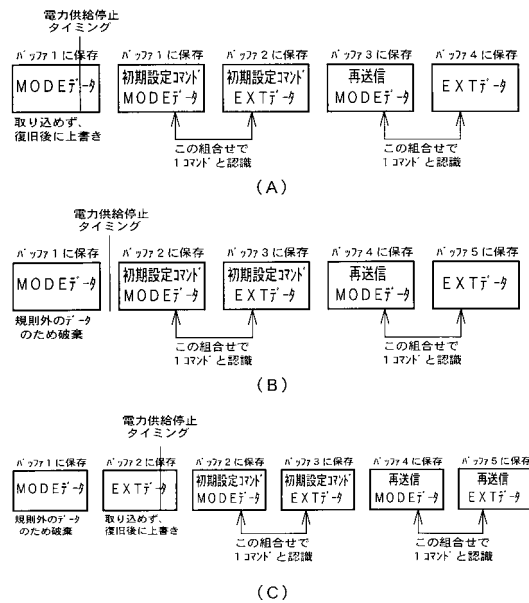 電力供給停止
タイミング
バッファ1に保存 バッファ1に保存 バッファ2に保存 バッファ3に保存 バッファ4に保存
MODEデータ 初期設定コマンド 初期設定コマンド 再送信 EXTデータ
MODEデータ EXTデータ MODEデータ
取り込めず、
復旧後に上書き
この組合せで この組合せで
1コマンドと認識 1コマンドと認識
(A)
電力供給停止
タイミング
バッファ1に保存 バッファ2に保存 バッファ3に保存 バッファ4に保存 バッファ5に保存
MODEデータ 初期設定コマンド 初期設定コマンド 再送信 EXTデータ
MODEデータ EXTデータ MODEデータ
規則外のデータ
のため破棄
この組合せで この組合せで
1コマンドと認識 1コマンドと認識
(B)
電力供給停止
タイミング
バッファ1に保存 バッファ2に保存 バッファ2に保存 バッファ3に保存 バッファ4に保存 バッファ5に保存
MODEデータ EXTデータ 初期設定コマンド 初期設定コマンド 再送信 再送信
MODEデータ EXTデータ MODEデータ EXTデータ
規則外のデータ 取り込めず、
のため破棄 復旧後に上書き
この組合せで この組合せで
1コマンドと認識 1コマンドと認識
(C)